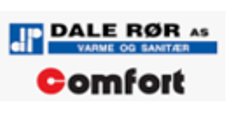 DALE RØR AS
VARME OG SANITÆR
Comfort